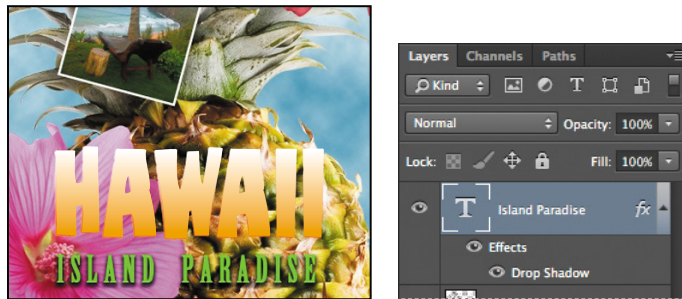 HAWAII
ISLAND PARADISE
Layers Channels Paths
Kind T
Normal Opacity: 100%
Lock: Fill: 100%
T Island Paradise fx
Effects
Drop Shadow